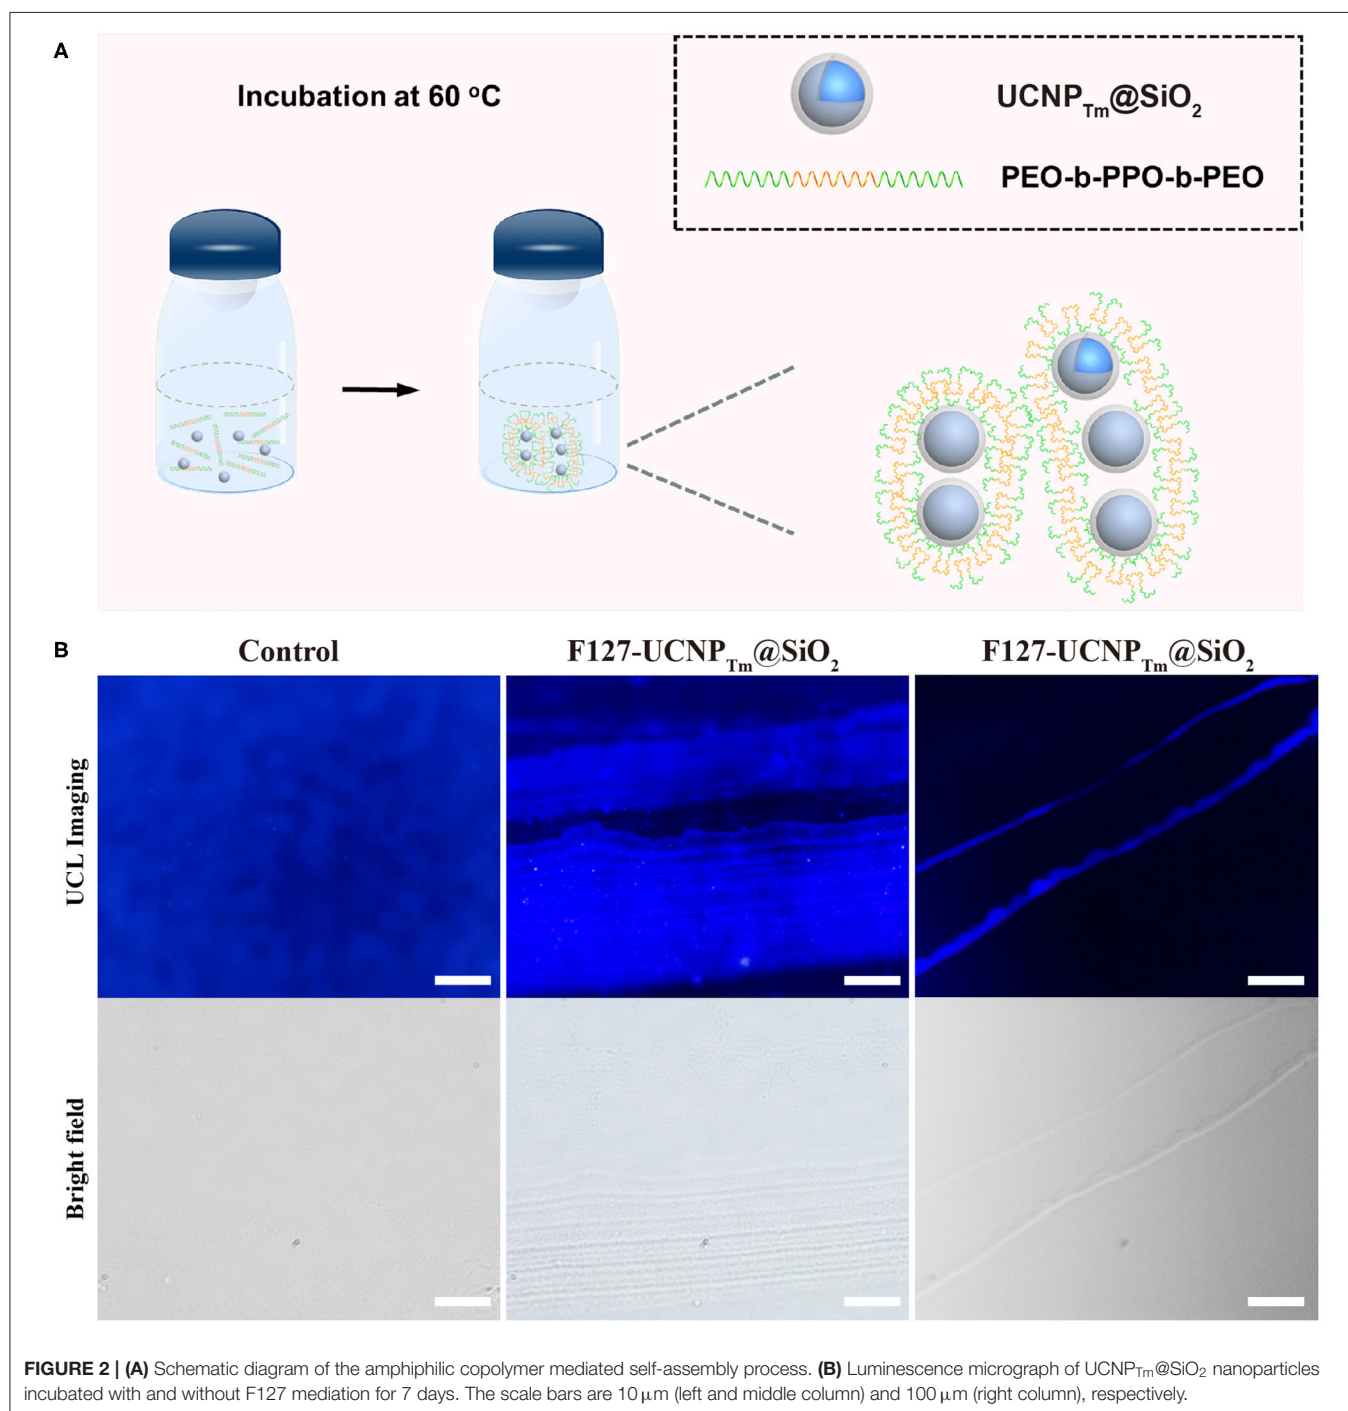 A
Incubation at 60 °C
UCNPTm@SiO2
PEO-b-PPO-b-PEO
B
Control
F127-UCNPTm@SiO2
F127-UCNPTm@SiO2
UCL Imaging
Bright field
FIGURE 2 | (A) Schematic diagram of the amphiphilic copolymer mediated self-assembly process. (B) Luminescence micrograph of UCNPTm@SiO2 nanoparticles
incubated with and without F127 mediation for 7 days. The scale bars are 10 μm (left and middle column) and 100 μm (right column), respectively.